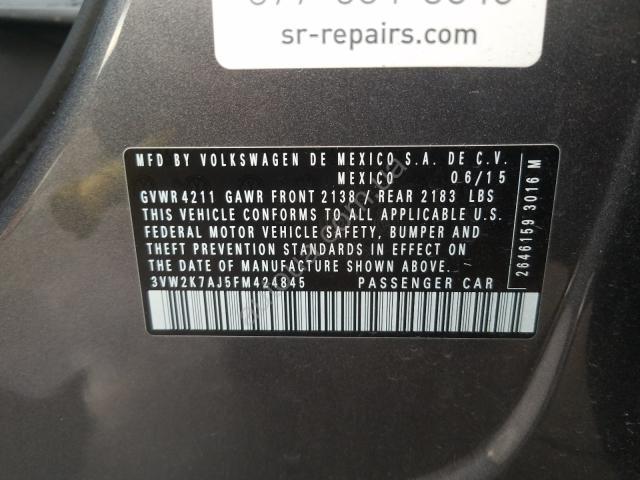 sr-repairs.com
MFD BY VOLKSWAGEN DE MEXICO S.A. DE C.V.
MEXICO 06/15
GVWR 4211 GAWR FRONT 2138 / REAR 2183 LBS
THIS VEHICLE CONFORMS TO ALL APPLICABLE U.S.
FEDERAL MOTOR VEHICLE SAFETY, BUMPER AND
THEFT PREVENTION STANDARDS IN EFFECT ON
THE DATE OF MANUFACTURE SHOWN ABOVE.
3VW2K7AJ5FM424845 PASSENGER CAR
2646159 3016 M